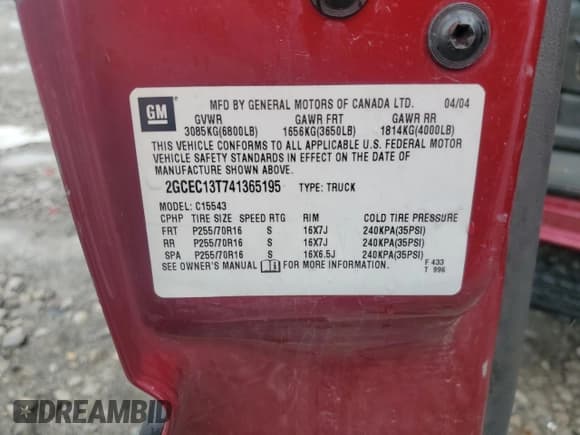 GM
MFD BY GENERAL MOTORS OF CANADA LTD. 04/04
GVWR GAWR FRT GAWR RR
3085KG(6800LB) 1656KG(3650LB) 1814KG(4000LB)
THIS VEHICLE CONFORMS TO ALL APPLICABLE U.S. FEDERAL MOTOR
VEHICLE SAFETY STANDARDS IN EFFECT ON THE DATE OF
MANUFACTURE SHOWN ABOVE.
2GCEC13T741365195 TYPE: TRUCK
MODEL: C15543
CPHP TIRE SIZE SPEED RTG RIM COLD TIRE PRESSURE
FRT P255/70R16 S 16X7J 240KPA(35PSI)
RR P255/70R16 S 16X7J 240KPA(35PSI)
SPA P255/70R16 S 16X6.5J 240KPA(35PSI)
SEE OWNER'S MANUAL FOR MORE INFORMATION. F 433
T 996
DREAMBID